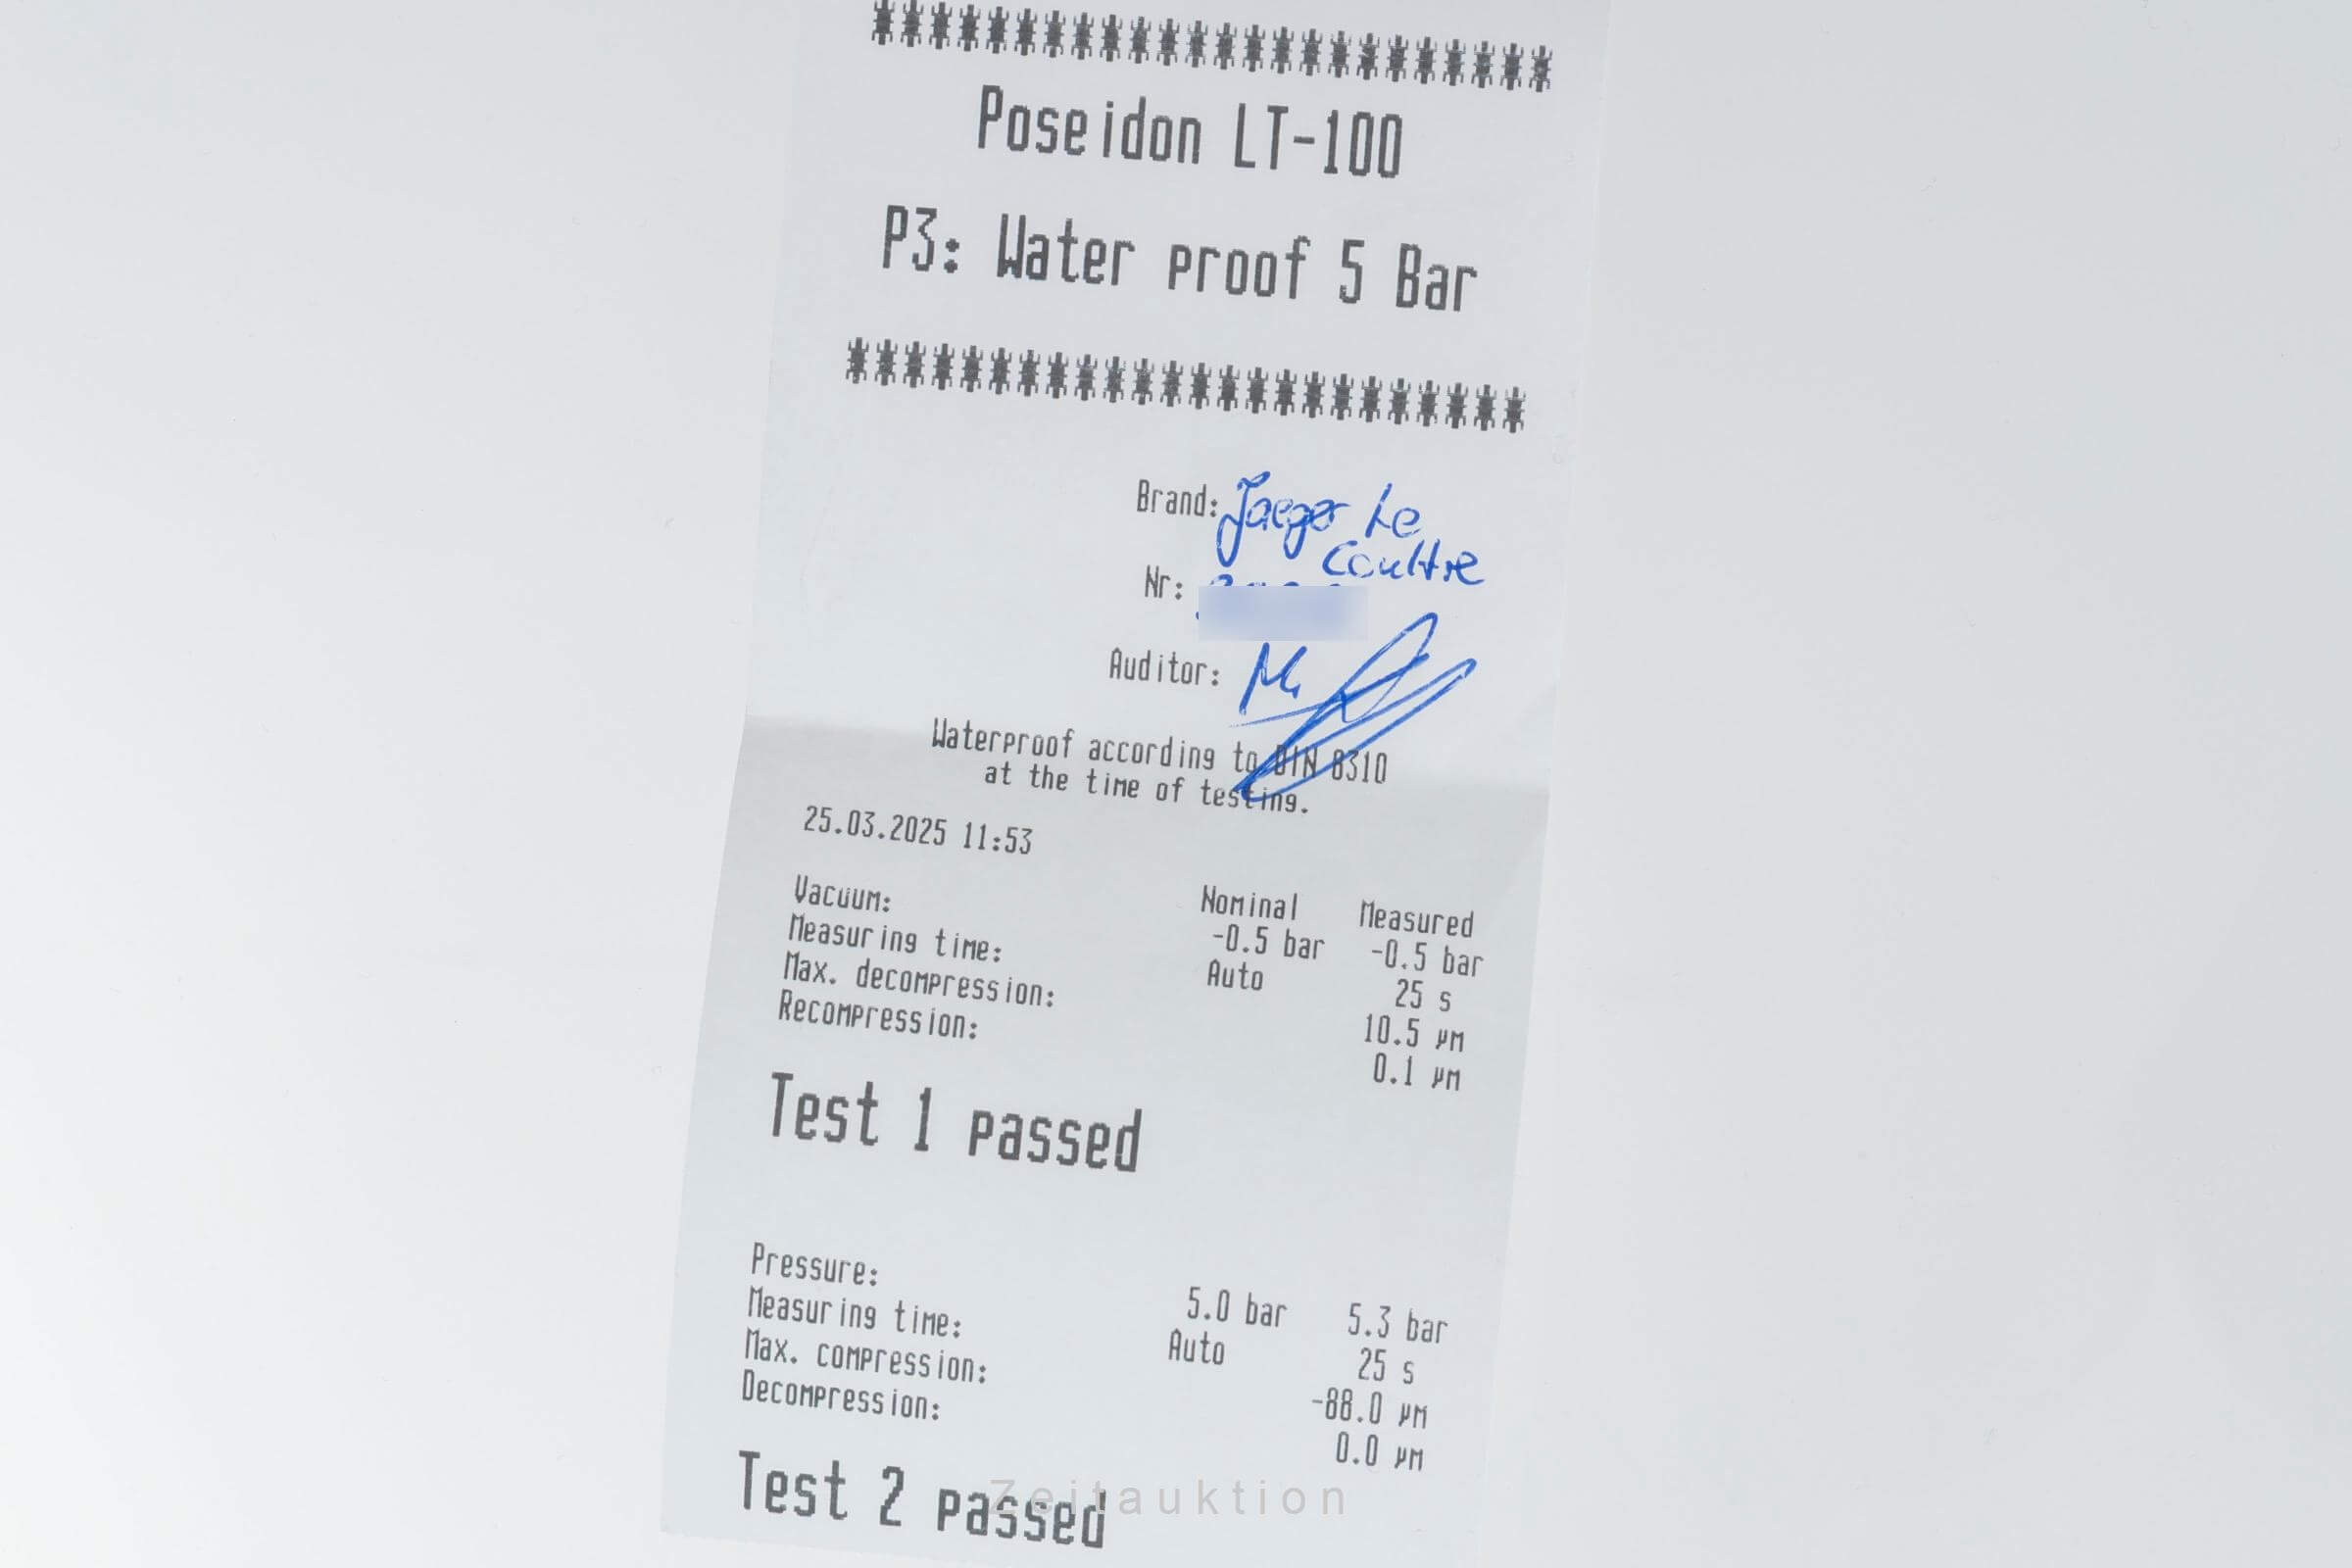 Poseidon LT-100
P3: Water proof 5 Bar
Brand: Jaeger Le
Coultre
Nr:
Auditor:
Waterproof according to DIN 8310
at the time of testing.
25.03.2025 11:53
Nominal Measured
Vacuum: -0.5 bar -0.5 bar
Measuring time: Auto 25 s
Max. decompression: 10.5 µm
Recompression: 0.1 µm
Test 1 passed
Pressure: 5.0 bar 5.3 bar
Measuring time: Auto 25 s
Max. compression: -88.0 µm
Decompression: 0.0 µm
Test 2 passed
Zeitauktion